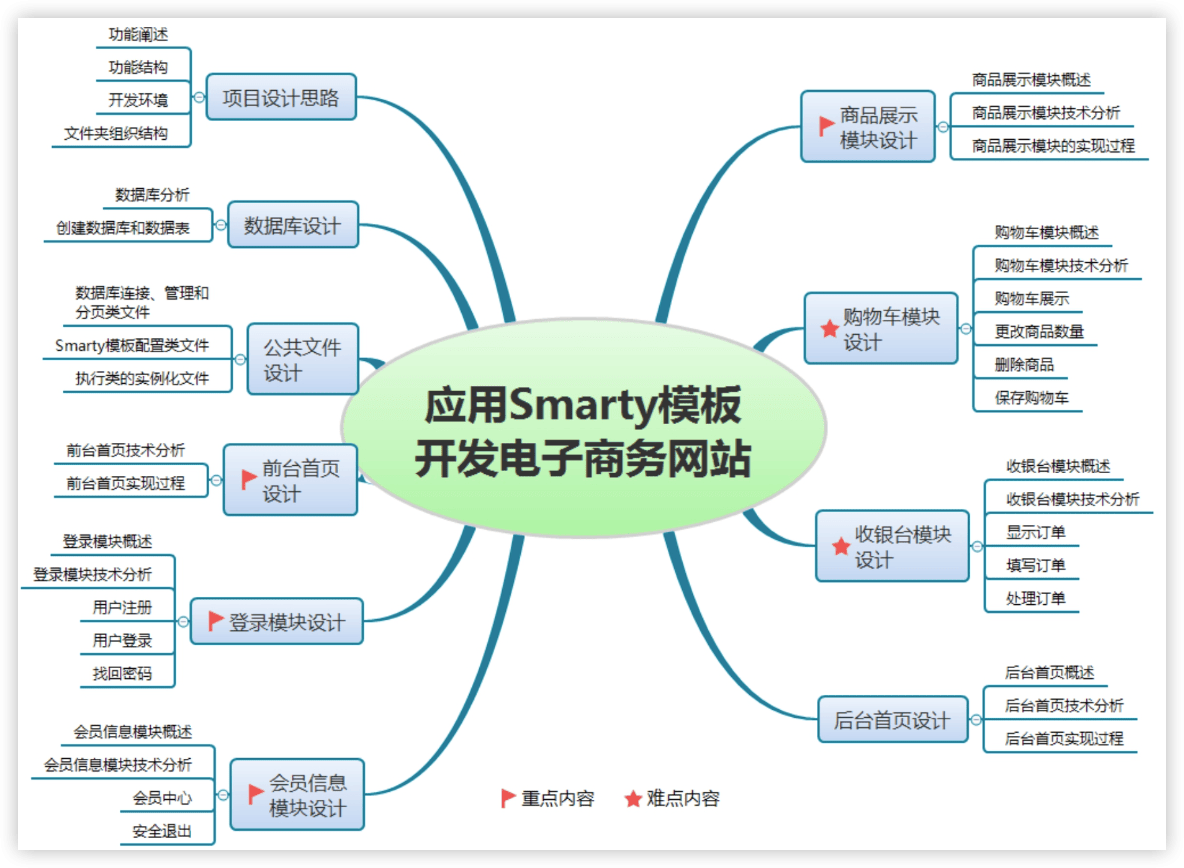 应用Smarty模板
开发电子商务网站
项目设计思路
功能阐述
功能结构
开发环境
文件夹组织结构
数据库设计
数据库分析
创建数据库和数据表
公共文件
设计
数据库连接、管理和
分页类文件
Smarty模板配置类文件
执行类的实例化文件
前台首页
设计
前台首页技术分析
前台首页实现过程
登录模块设计
登录模块概述
登录模块技术分析
用户注册
用户登录
找回密码
会员信息
模块设计
会员信息模块概述
会员信息模块技术分析
会员中心
安全退出
商品展示
模块设计
商品展示模块概述
商品展示模块技术分析
商品展示模块的实现过程
购物车模块
设计
购物车模块概述
购物车模块技术分析
购物车展示
更改商品数量
删除商品
保存购物车
收银台模块
设计
收银台模块概述
收银台模块技术分析
显示订单
填写订单
处理订单
后台首页设计
后台首页概述
后台首页技术分析
后台首页实现过程
重点内容
难点内容